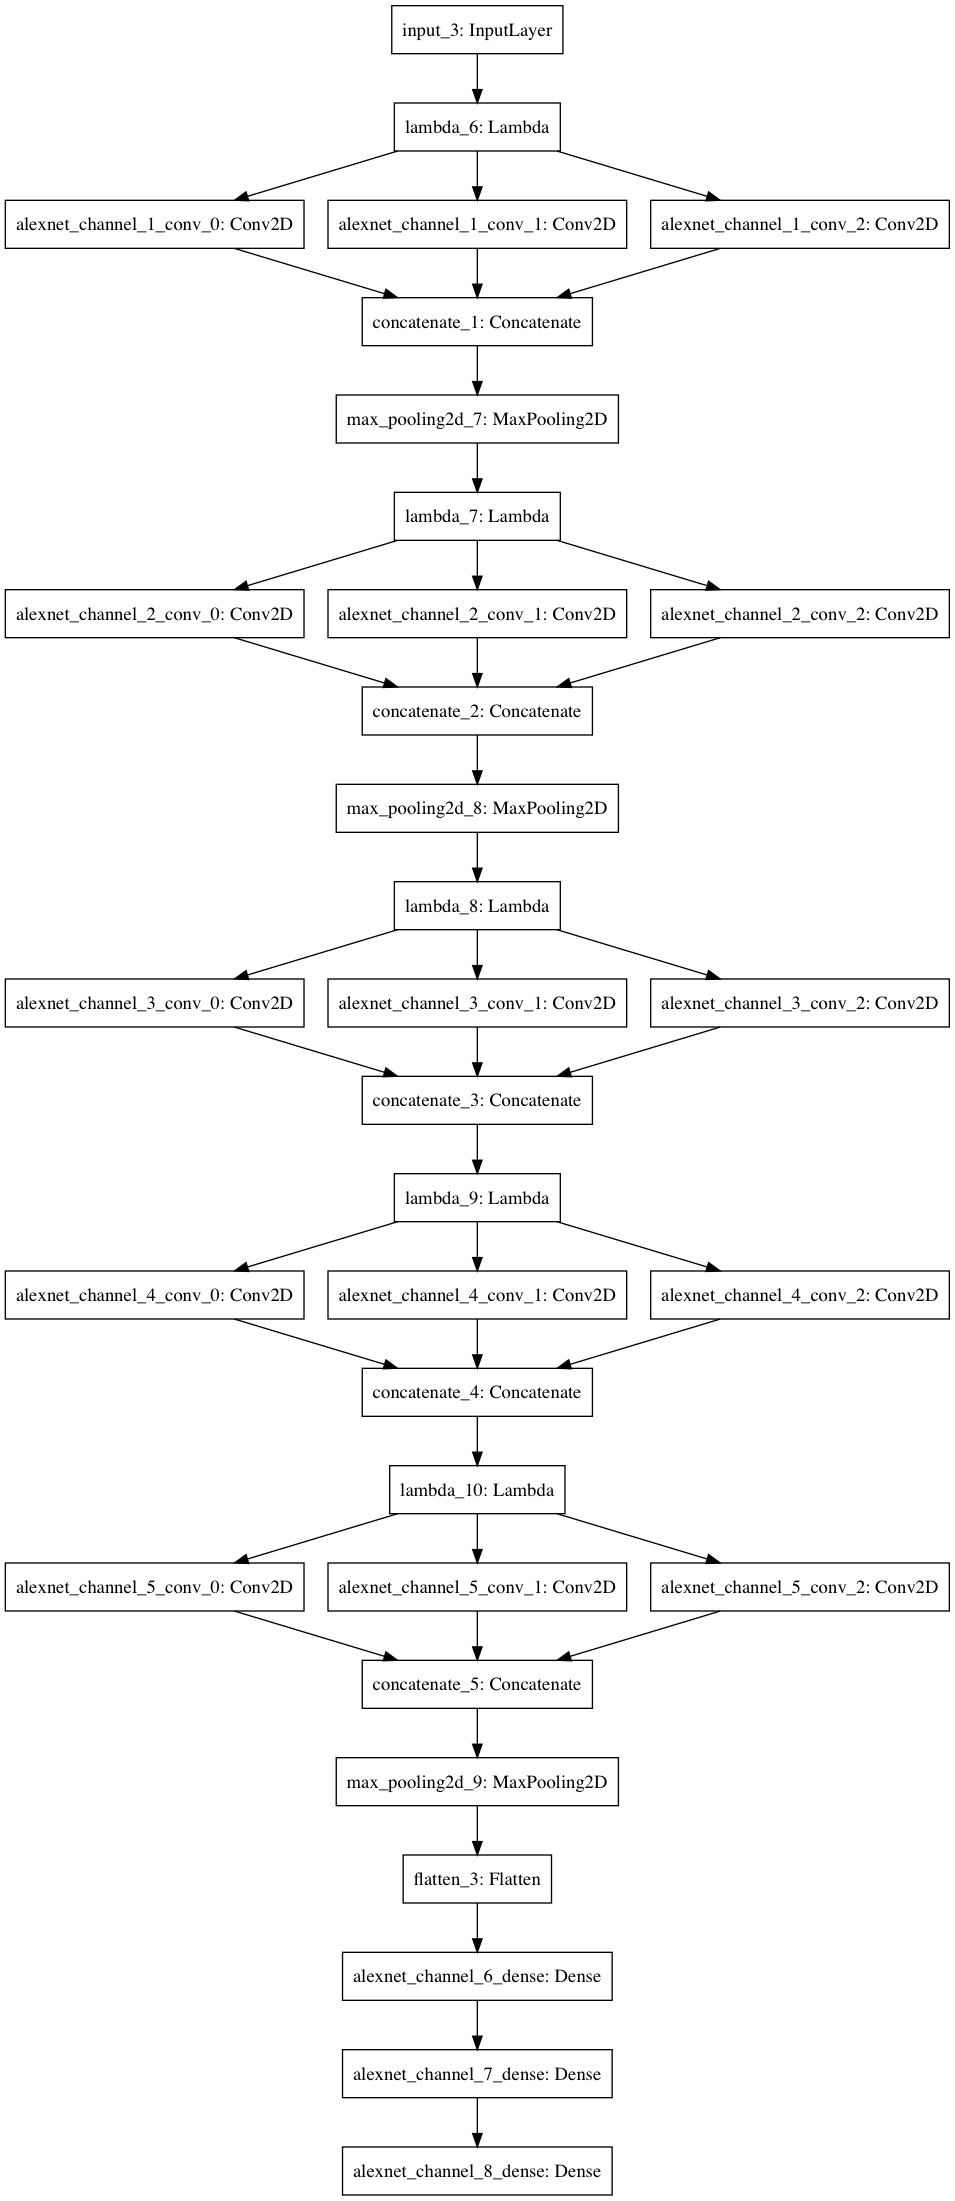 input_3: InputLayer
lambda_6: Lambda
alexnet_channel_1_conv_0: Conv2D
alexnet_channel_1_conv_1: Conv2D
alexnet_channel_1_conv_2: Conv2D
concatenate_1: Concatenate
max_pooling2d_7: MaxPooling2D
lambda_7: Lambda
alexnet_channel_2_conv_0: Conv2D
alexnet_channel_2_conv_1: Conv2D
alexnet_channel_2_conv_2: Conv2D
concatenate_2: Concatenate
max_pooling2d_8: MaxPooling2D
lambda_8: Lambda
alexnet_channel_3_conv_0: Conv2D
alexnet_channel_3_conv_1: Conv2D
alexnet_channel_3_conv_2: Conv2D
concatenate_3: Concatenate
lambda_9: Lambda
alexnet_channel_4_conv_0: Conv2D
alexnet_channel_4_conv_1: Conv2D
alexnet_channel_4_conv_2: Conv2D
concatenate_4: Concatenate
lambda_10: Lambda
alexnet_channel_5_conv_0: Conv2D
alexnet_channel_5_conv_1: Conv2D
alexnet_channel_5_conv_2: Conv2D
concatenate_5: Concatenate
max_pooling2d_9: MaxPooling2D
flatten_3: Flatten
alexnet_channel_6_dense: Dense
alexnet_channel_7_dense: Dense
alexnet_channel_8_dense: Dense